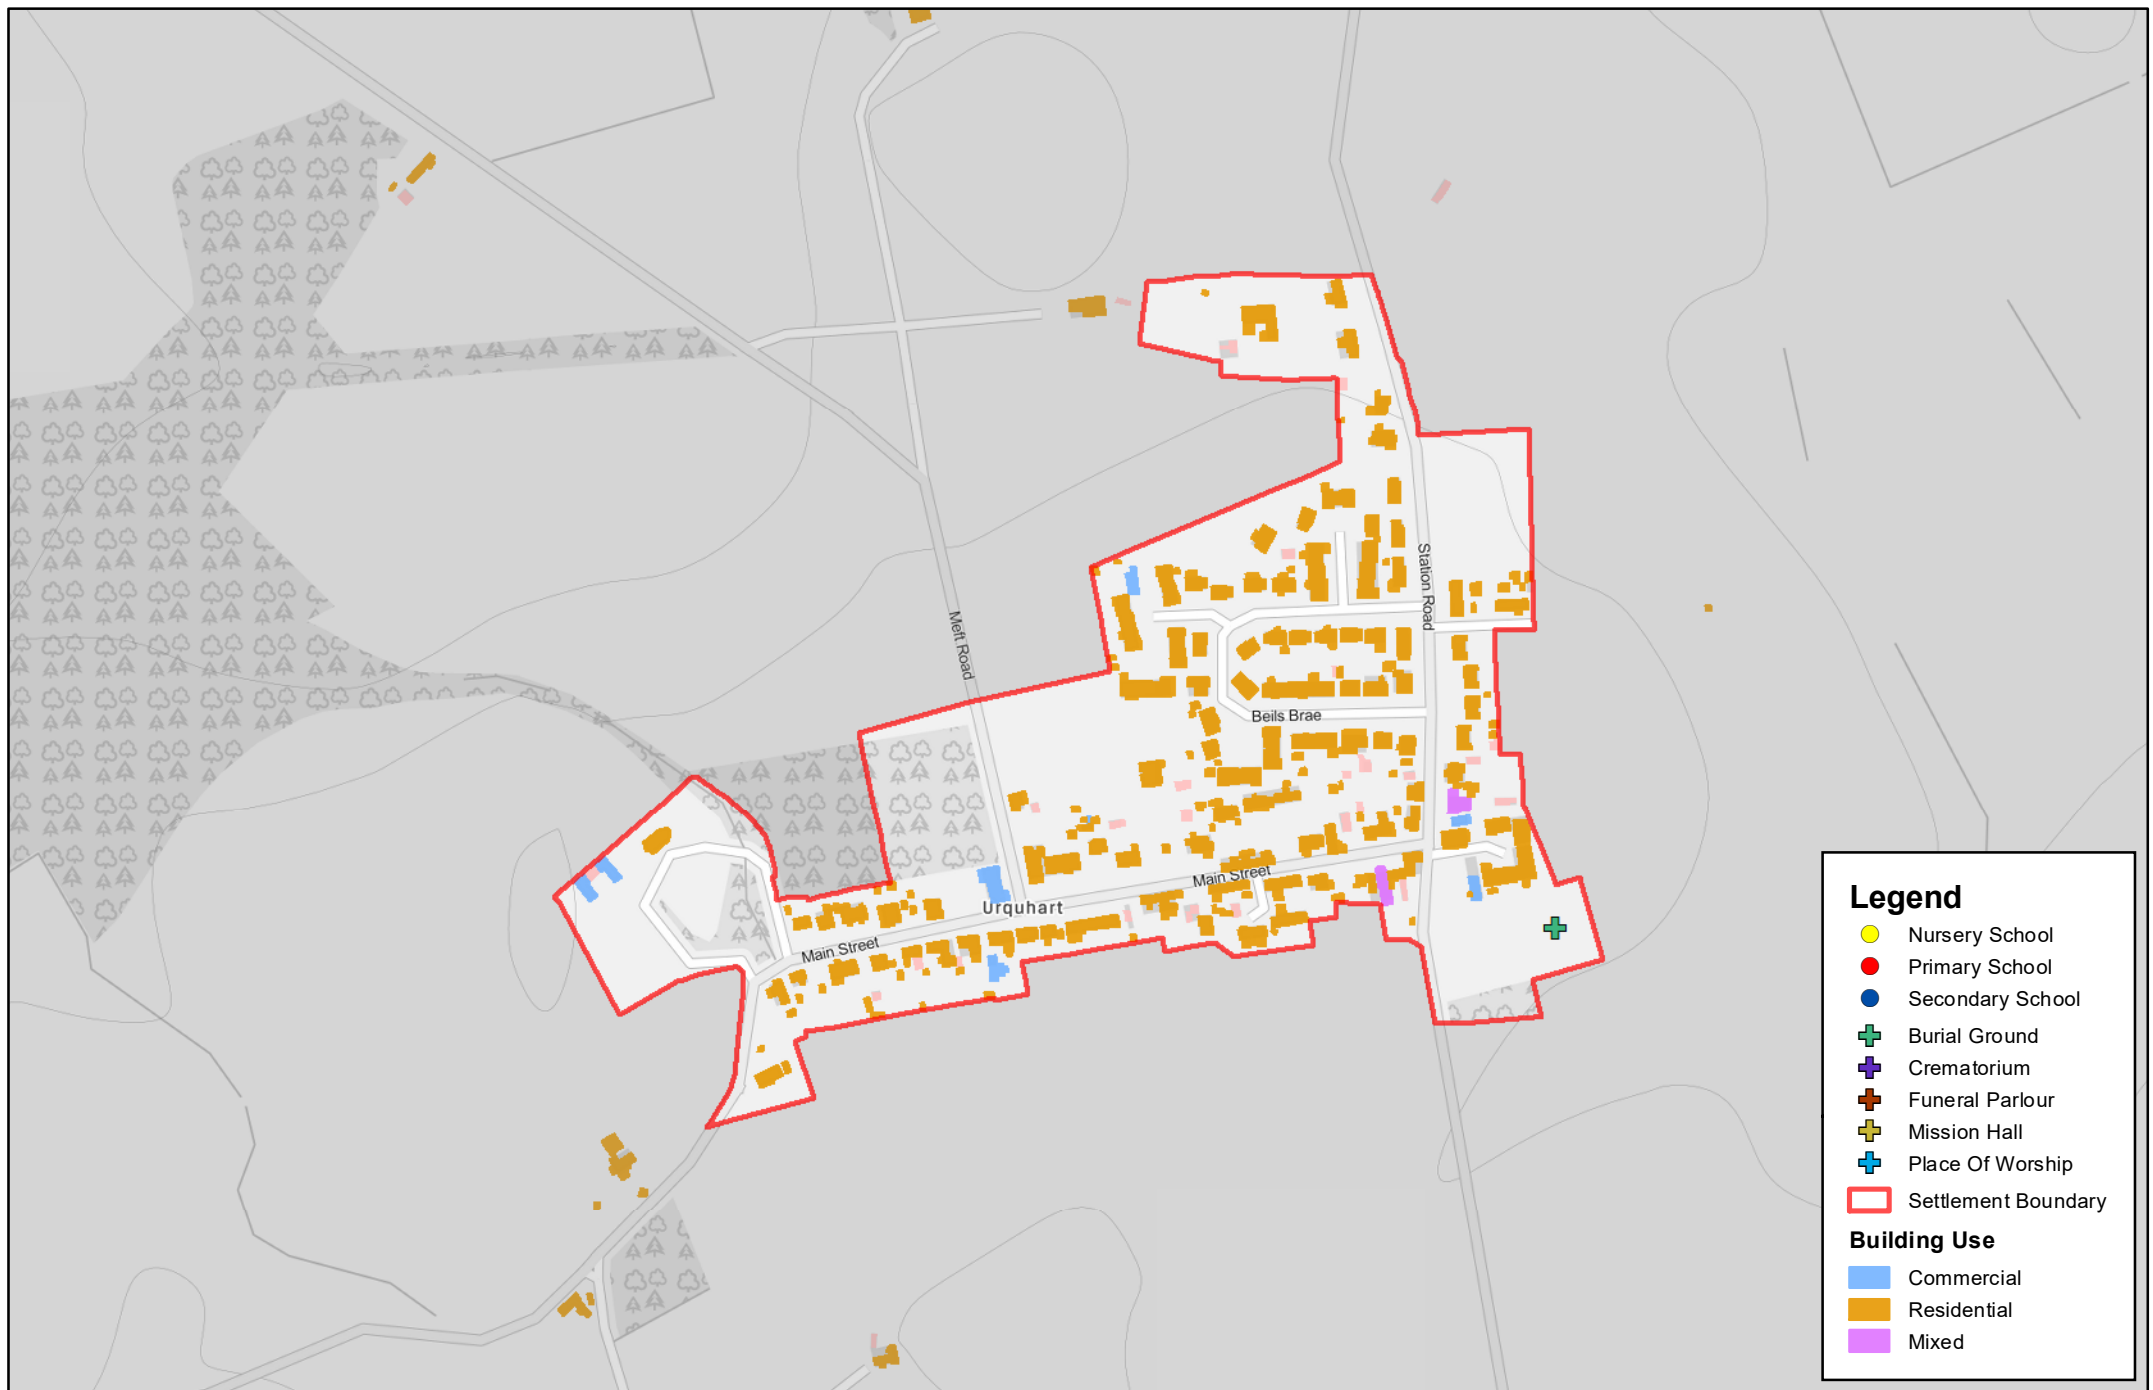 Station Road
Meft Road
Beils Brae
Main Street
Urquhart
Main Street
Legend
Nursery School
Primary School
Secondary School
Burial Ground
Crematorium
Funeral Parlour
Mission Hall
Place Of Worship
Settlement Boundary
Building Use
Commercial
Residential
Mixed